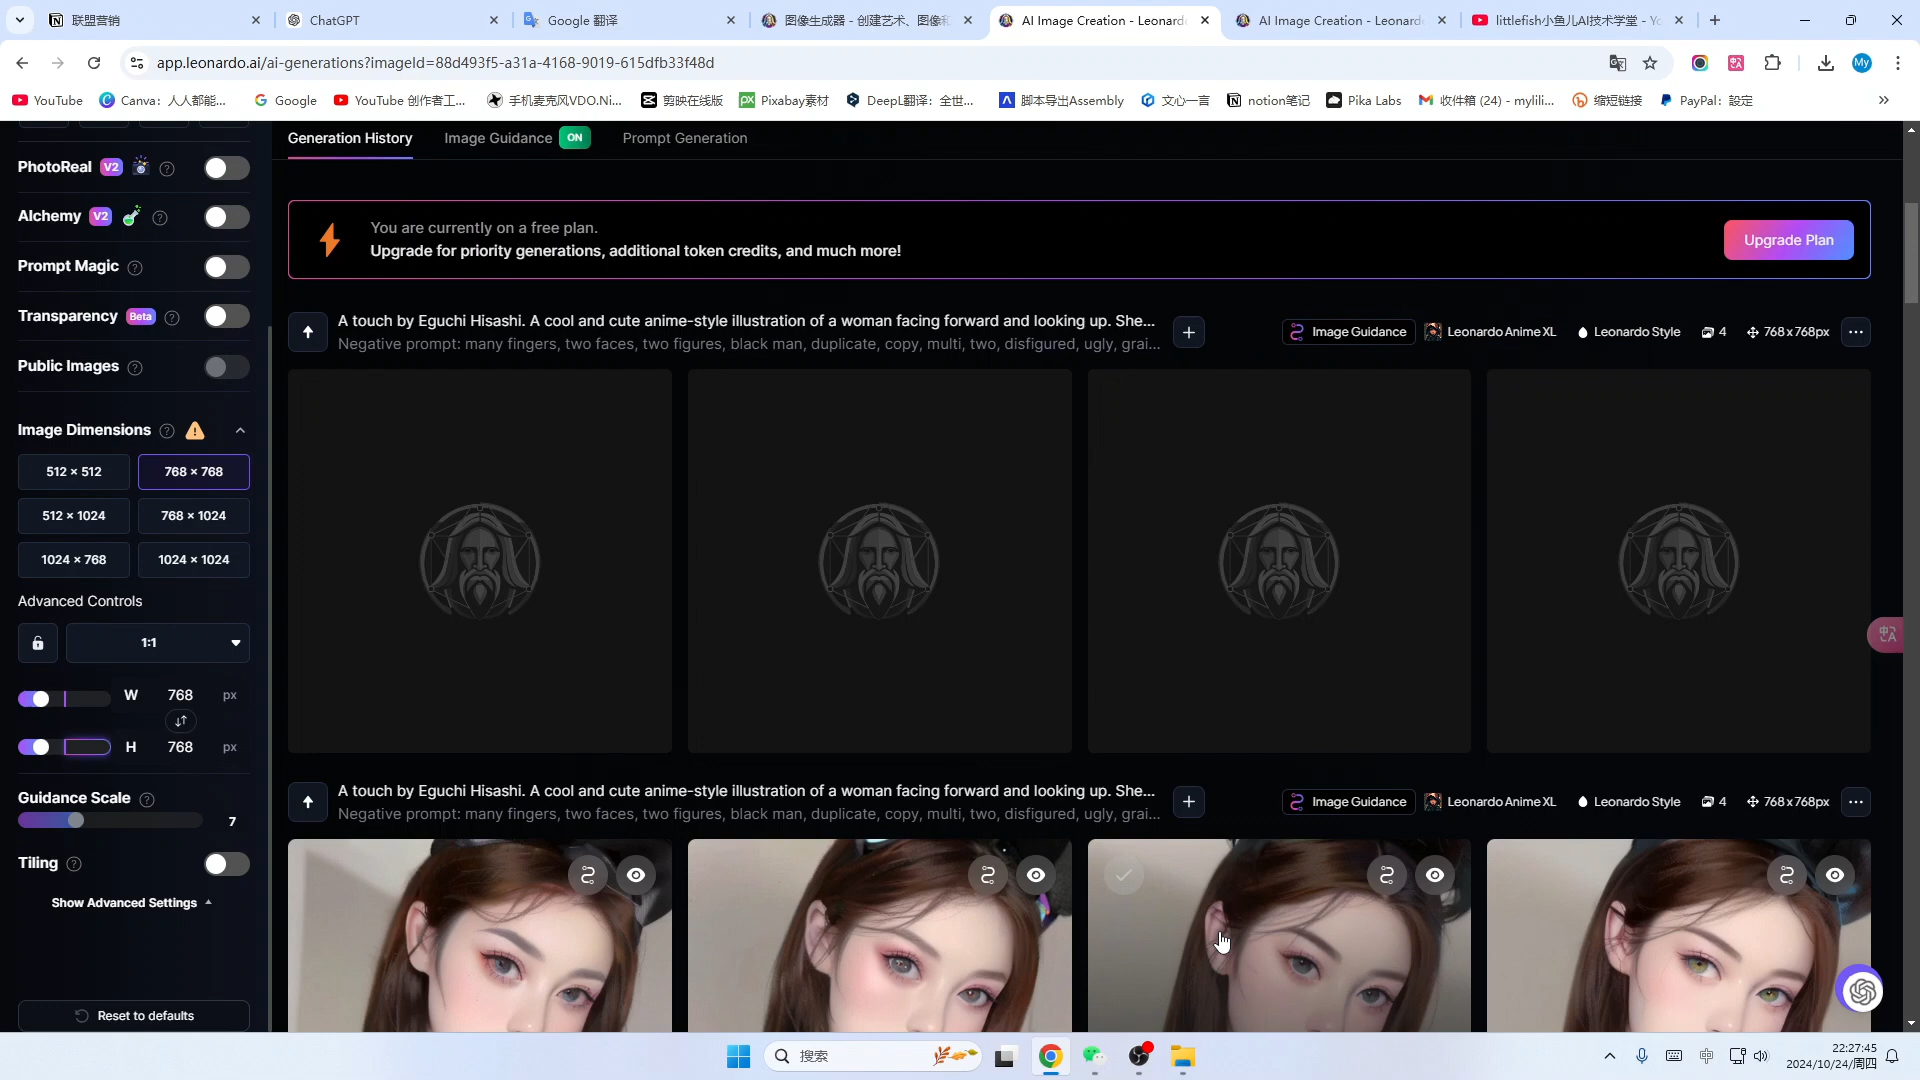 联盟营销
ChatGPT
Google 翻译
图像生成器 - 创建艺术、图像和
AI Image Creation - Leonardo
AI Image Creation - Leonardo
littlefish小鱼儿AI技术学堂 - Yo
app.leonardo.ai/ai-generations?imageId=88d493f5-a31a-4168-9019-615dfb33f48d
My
YouTube
Canva：人人都能...
Google
YouTube 创作者工...
手机麦克风VDO.Ni...
剪映在线版
Pixabay素材
DeepL翻译：全世...
脚本导出Assembly
文心一言
notion笔记
Pika Labs
收件箱 (24) - mylili...
缩短链接
PayPal：設定
Generation History
Image Guidance ON
Prompt Generation
PhotoReal V2
Alchemy V2
Prompt Magic
Transparency Beta
Public Images
Image Dimensions
512 × 512
768 × 768
512 × 1024
768 × 1024
1024 × 768
1024 × 1024
Advanced Controls
1:1
W 768 px
H 768 px
Guidance Scale
7
Tiling
Show Advanced Settings
Reset to defaults
You are currently on a free plan.
Upgrade for priority generations, additional token credits, and much more!
Upgrade Plan
A touch by Eguchi Hisashi. A cool and cute anime-style illustration of a woman facing forward and looking up. She...
Negative prompt: many fingers, two faces, two figures, black man, duplicate, copy, multi, two, disfigured, ugly, grai...
Image Guidance
Leonardo Anime XL
Leonardo Style
4
768 x 768px
A touch by Eguchi Hisashi. A cool and cute anime-style illustration of a woman facing forward and looking up. She...
Negative prompt: many fingers, two faces, two figures, black man, duplicate, copy, multi, two, disfigured, ugly, grai...
Image Guidance
Leonardo Anime XL
Leonardo Style
4
768 x 768px
搜索
中
22:27:45
2024/10/24/周四